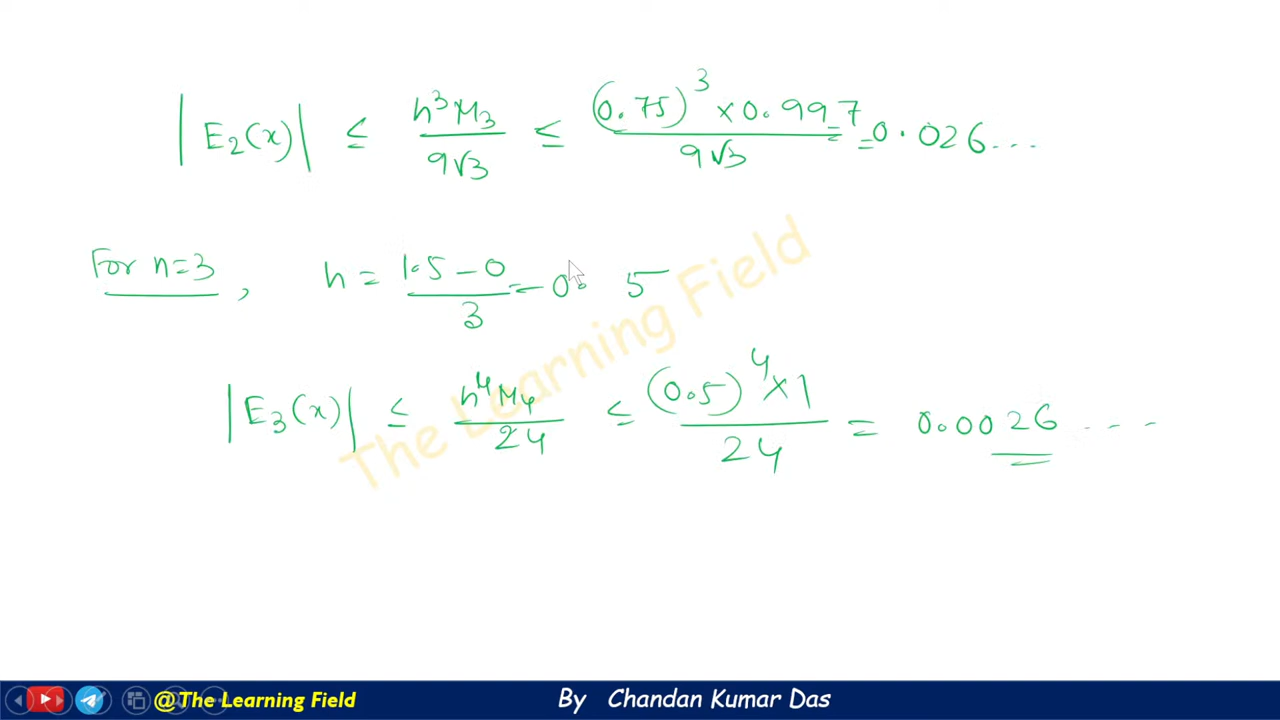 |E₂(x)| ≤ h³M₃ / 9√3 ≤ (0.75)³ × 0.997 / 9√3 = 0.026...
For n=3, h = 1.5 - 0 / 3 = 0. 5
|E₃(x)| ≤ h⁴M₄ / 24 ≤ (0.5)⁴ × 1 / 24 = 0.0026 ....
The Learning Field
@The Learning Field By Chandan Kumar Das